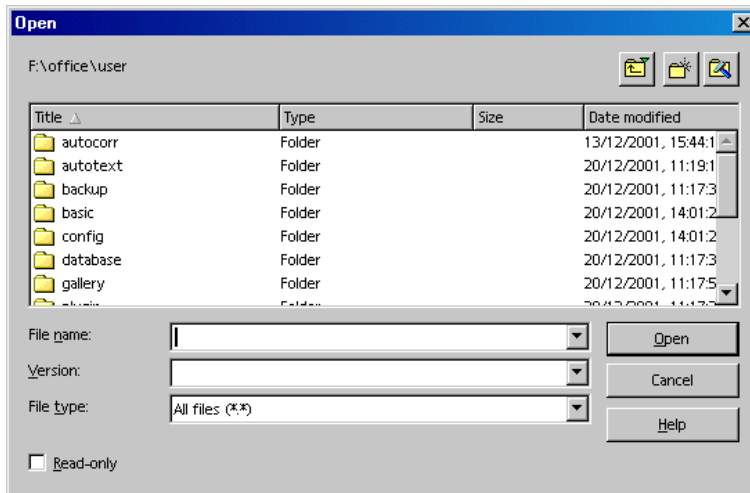 Open
F:\office\user
Title Type Size Date modified
autocorr Folder 13/12/2001, 15:44:1
autotext Folder 20/12/2001, 11:19:1
backup Folder 20/12/2001, 11:17:3
basic Folder 20/12/2001, 14:01:2
config Folder 20/12/2001, 14:01:2
database Folder 20/12/2001, 11:17:3
gallery Folder 20/12/2001, 11:17:5
File name: Open
Version: Cancel
File type: All files (*.*)
Help
Read-only